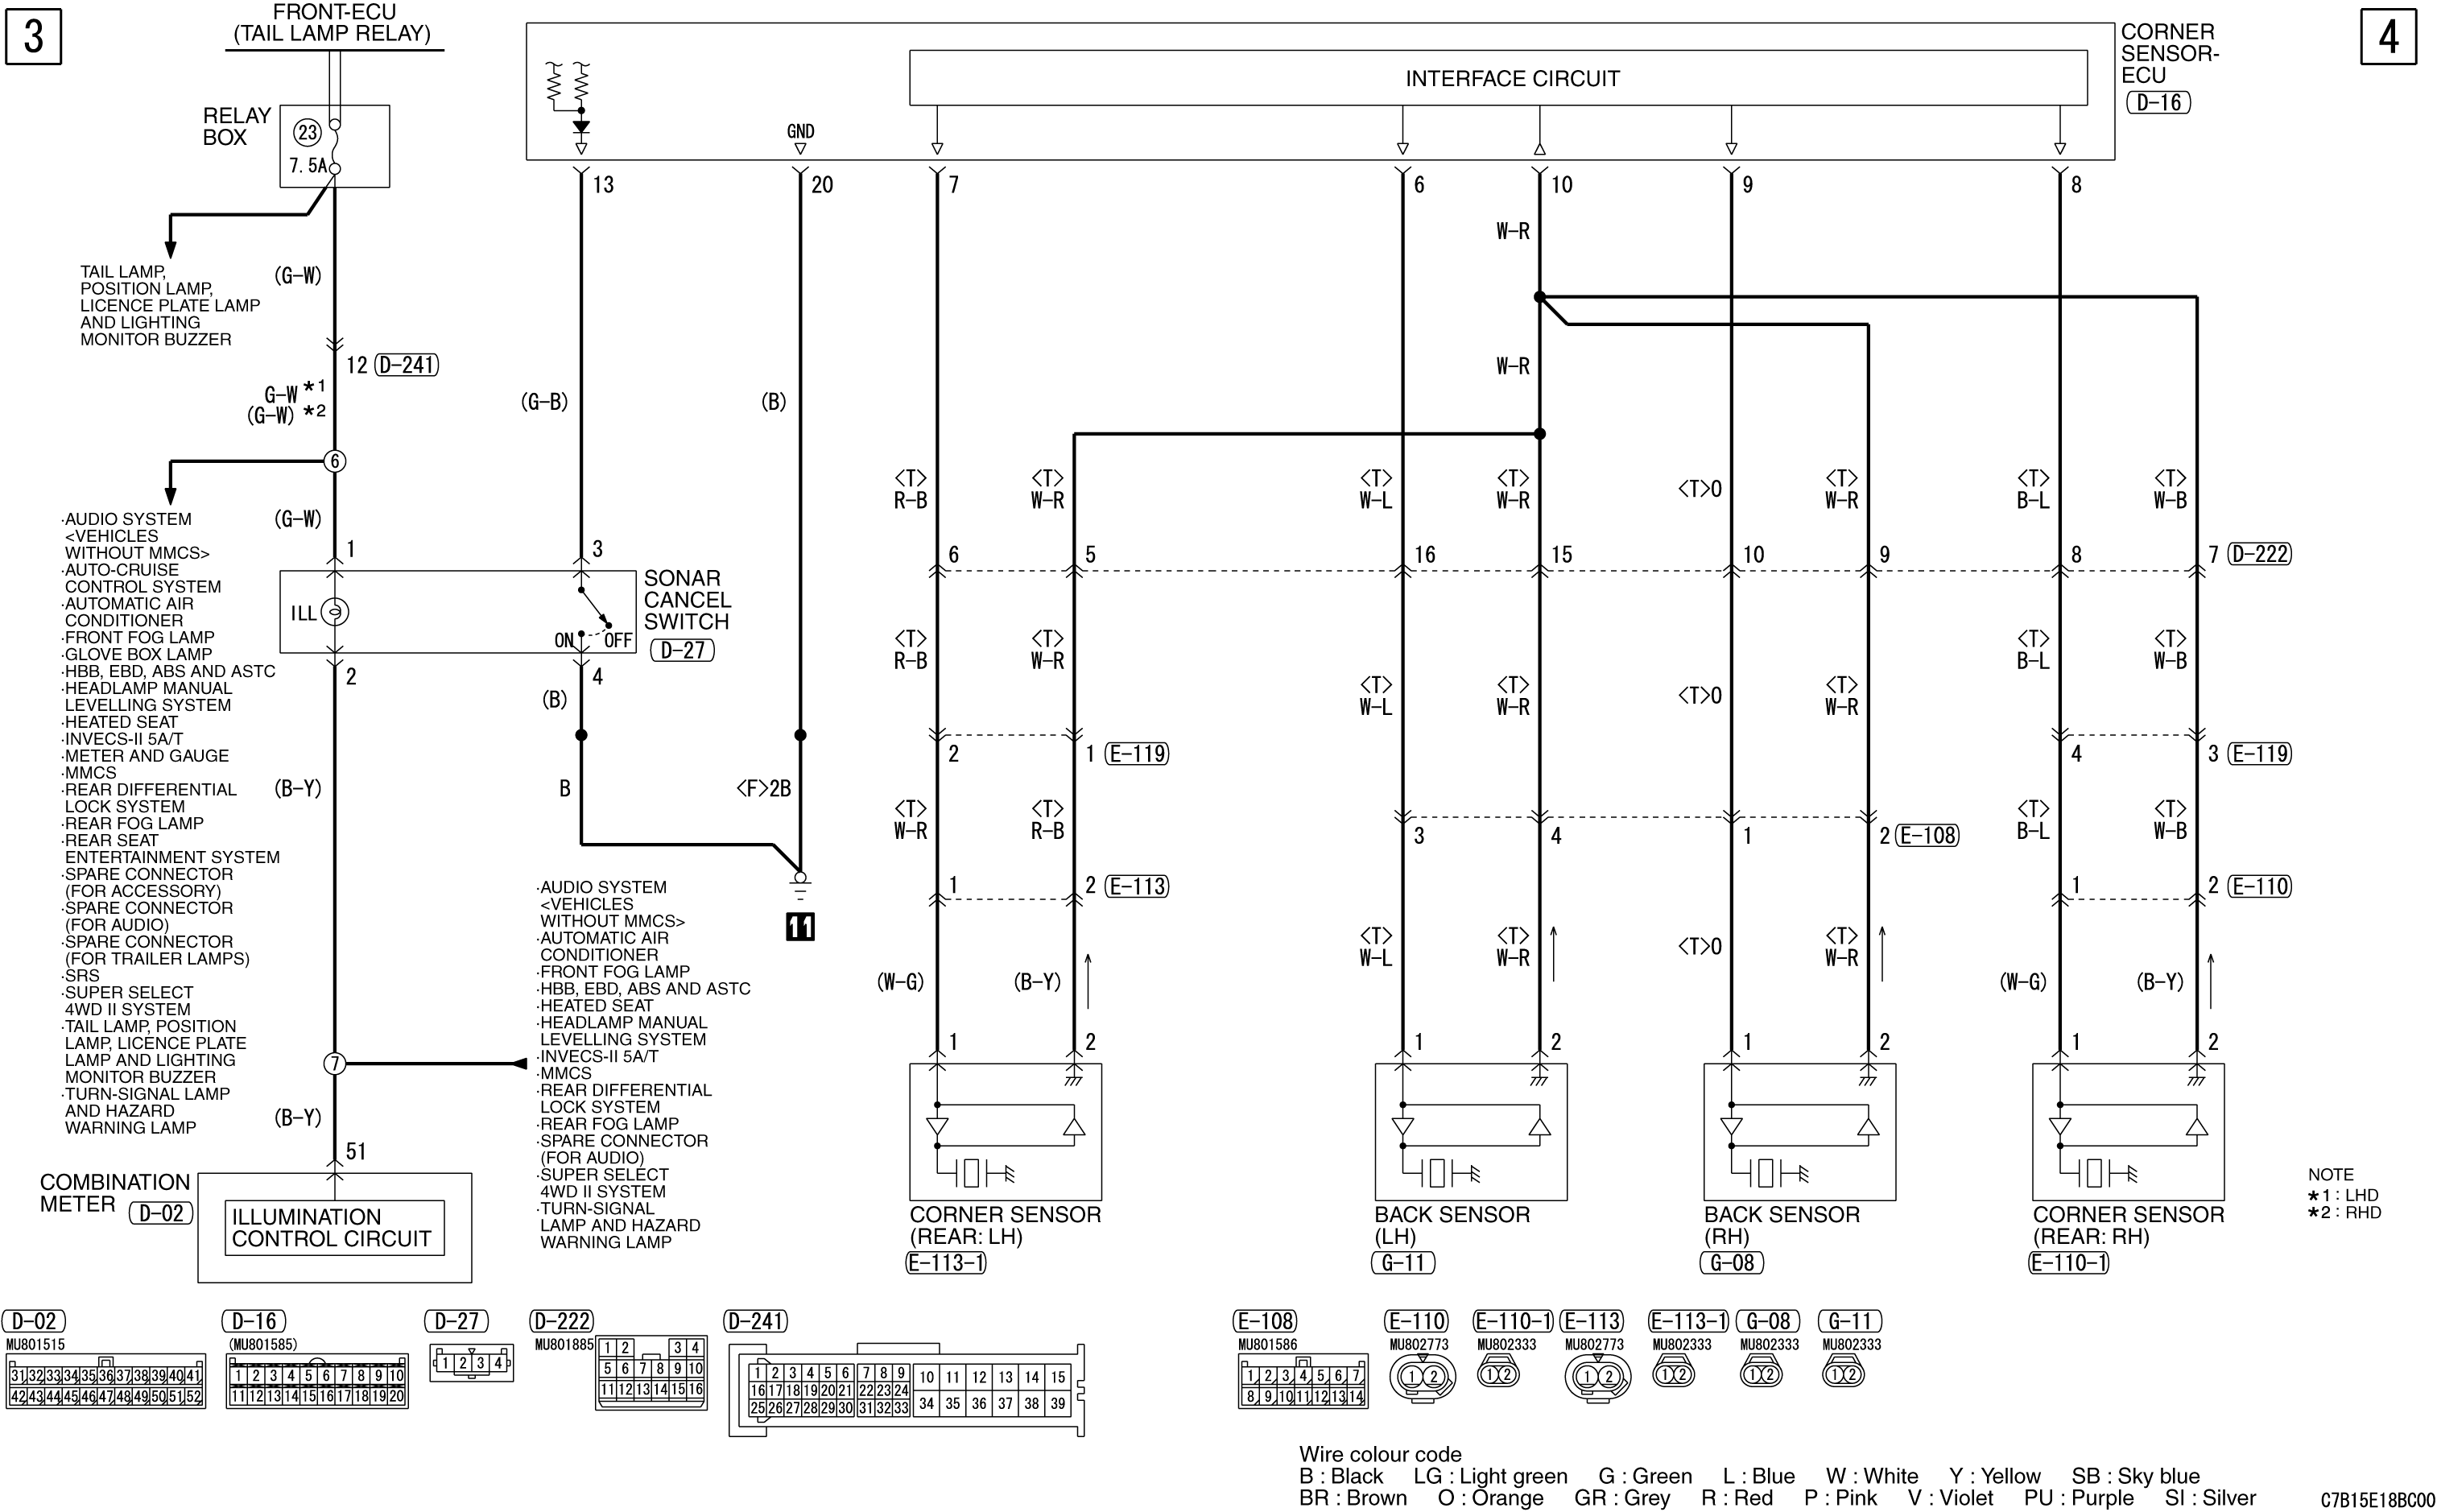 3
FRONT-ECU
(TAIL LAMP RELAY)
RELAY
BOX
23
7.5A
TAIL LAMP,
POSITION LAMP,
LICENCE PLATE LAMP
AND LIGHTING
MONITOR BUZZER
(G-W)
12 D-241
G-W *1
(G-W) *2
6
·AUDIO SYSTEM
<VEHICLES
WITHOUT MMCS>
·AUTO-CRUISE
CONTROL SYSTEM
·AUTOMATIC AIR
CONDITIONER
·FRONT FOG LAMP
·GLOVE BOX LAMP
·HBB, EBD, ABS AND ASTC
·HEADLAMP MANUAL
LEVELLING SYSTEM
·HEATED SEAT
·INVECS-II 5A/T
·METER AND GAUGE
·MMCS
·REAR DIFFERENTIAL
LOCK SYSTEM
·REAR FOG LAMP
·REAR SEAT
ENTERTAINMENT SYSTEM
·SPARE CONNECTOR
(FOR ACCESSORY)
·SPARE CONNECTOR
(FOR AUDIO)
·SPARE CONNECTOR
(FOR TRAILER LAMPS)
·SRS
·SUPER SELECT
4WD II SYSTEM
·TAIL LAMP, POSITION
LAMP, LICENCE PLATE
LAMP AND LIGHTING
MONITOR BUZZER
·TURN-SIGNAL LAMP
AND HAZARD
WARNING LAMP
(G-W)
1
3
ILL
ON OFF
SONAR
CANCEL
SWITCH
D-27
2
4
(B-Y)
7
(B-Y)
51
COMBINATION
METER D-02
ILLUMINATION
CONTROL CIRCUIT
GND
13
20
(G-B)
(B)
(B)
B
<F>2B
11
·AUDIO SYSTEM
<VEHICLES
WITHOUT MMCS>
·AUTOMATIC AIR
CONDITIONER
·FRONT FOG LAMP
·HBB, EBD, ABS AND ASTC
·HEATED SEAT
·HEADLAMP MANUAL
LEVELLING SYSTEM
·INVECS-II 5A/T
·MMCS
·REAR DIFFERENTIAL
LOCK SYSTEM
·REAR FOG LAMP
·SPARE CONNECTOR
(FOR AUDIO)
·SUPER SELECT
4WD II SYSTEM
·TURN-SIGNAL
LAMP AND HAZARD
WARNING LAMP
INTERFACE CIRCUIT
CORNER
SENSOR-
ECU
D-16
4
7 6 10 9 8
W-R
W-R
<T> <T> <T> <T> <T>O <T> <T> <T>
R-B W-R W-L W-R W-R B-L W-B
6 5 16 15 10 9 8 7 D-222
<T> <T> <T> <T>
R-B W-R B-L W-B
<T> <T> <T>O <T>
W-L W-R W-R
2 1 E-119 4 3 E-119
<T> <T> <T> <T>
W-R R-B B-L W-B
3 4 1 2 E-108
1 2 E-113 1 2 E-110
<T> <T> <T>O <T>
W-L W-R W-R
(W-G) (B-Y) (W-G) (B-Y)
1 2 1 2 1 2 1 2
CORNER SENSOR
(REAR: LH)
E-113-1
BACK SENSOR
(LH)
G-11
BACK SENSOR
(RH)
G-08
CORNER SENSOR
(REAR: RH)
E-110-1
NOTE
*1 : LHD
*2 : RHD
D-02
MU801515
31 32 33 34 35 36 37 38 39 40 41
42 43 44 45 46 47 48 49 50 51 52
D-16
(MU801585)
1 2 3 4 5 6 7 8 9 10
11 12 13 14 15 16 17 18 19 20
D-27
1 2 3 4
D-222
MU801885
1 2 3 4
5 6 7 8 9 10
11 12 13 14 15 16
D-241
1 2 3 4 5 6 7 8 9 10 11 12 13 14 15
16 17 18 19 20 21 22 23 24
25 26 27 28 29 30 31 32 33 34 35 36 37 38 39
E-108
MU801586
1 2 3 4 5 6 7
8 9 10 11 12 13 14
E-110
MU802773
1 2
E-110-1
MU802333
1 2
E-113
MU802773
1 2
E-113-1
MU802333
1 2
G-08
MU802333
1 2
G-11
MU802333
1 2
Wire colour code
B : Black LG : Light green G : Green L : Blue W : White Y : Yellow SB : Sky blue
BR : Brown O : Orange GR : Grey R : Red P : Pink V : Violet PU : Purple SI : Silver
C7B15E18BC00